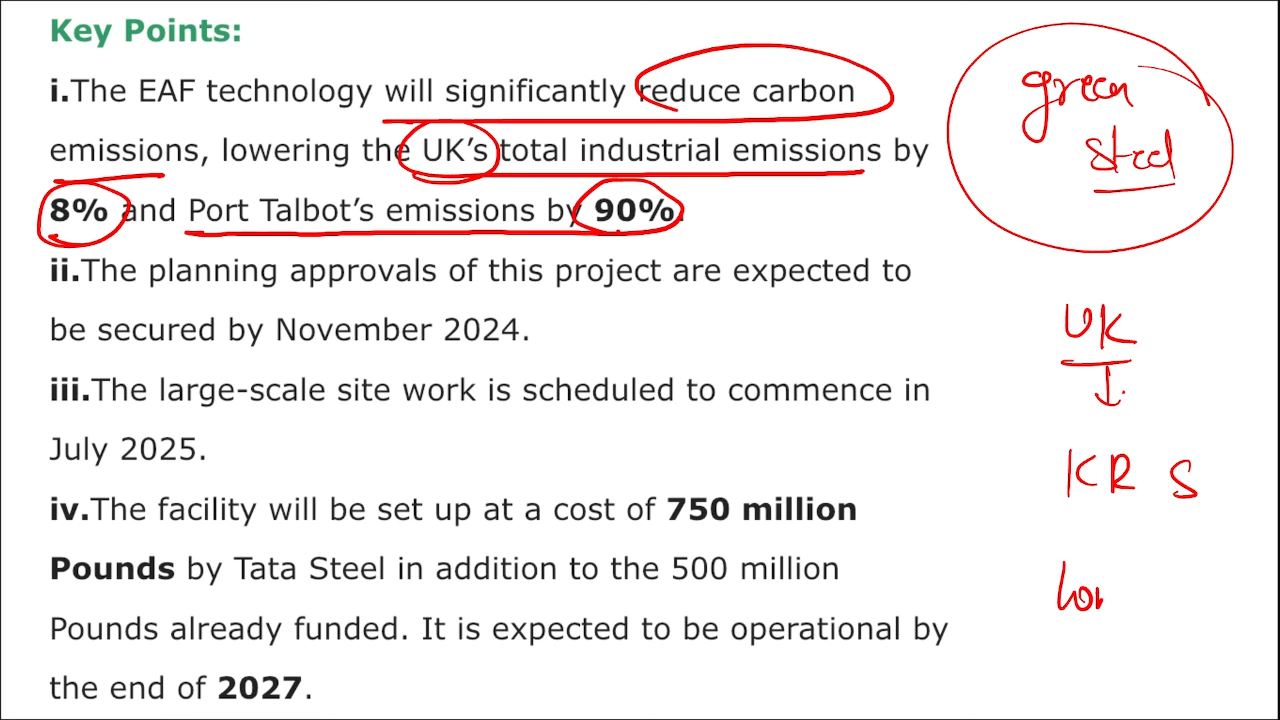 Key Points:
i.The EAF technology will significantly reduce carbon
emissions, lowering the UK's total industrial emissions by
8% and Port Talbot's emissions by 90%.
ii.The planning approvals of this project are expected to
be secured by November 2024.
iii.The large-scale site work is scheduled to commence in
July 2025.
iv.The facility will be set up at a cost of 750 million
Pounds by Tata Steel in addition to the 500 million
Pounds already funded. It is expected to be operational by
the end of 2027.
green
steel
UK
KR S